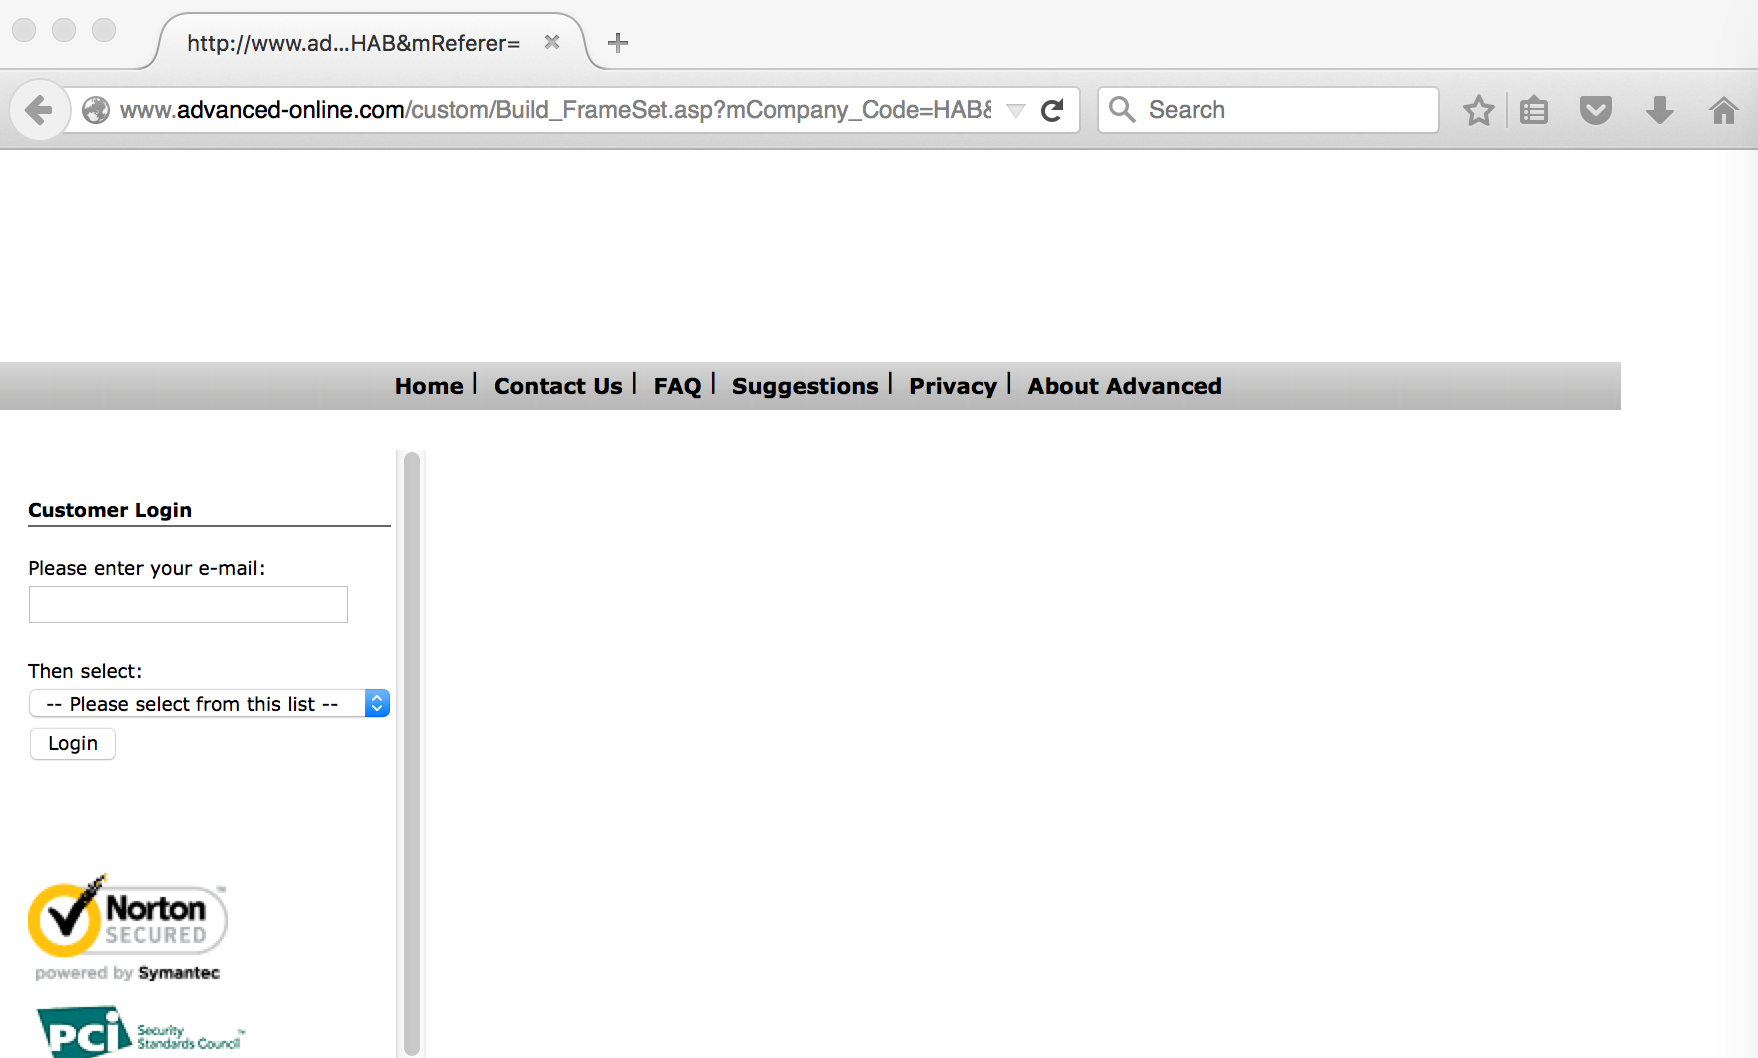 http://www.ad...HAB&mReferer=
www.advanced-online.com/custom/Build_FrameSet.asp?mCompany_Code=HAB&
Search
Home | Contact Us | FAQ | Suggestions | Privacy | About Advanced
Customer Login
Please enter your e-mail:
Then select:
-- Please select from this list --
Login
Norton™
SECURED
powered by Symantec
PCi Security
Standards Council™